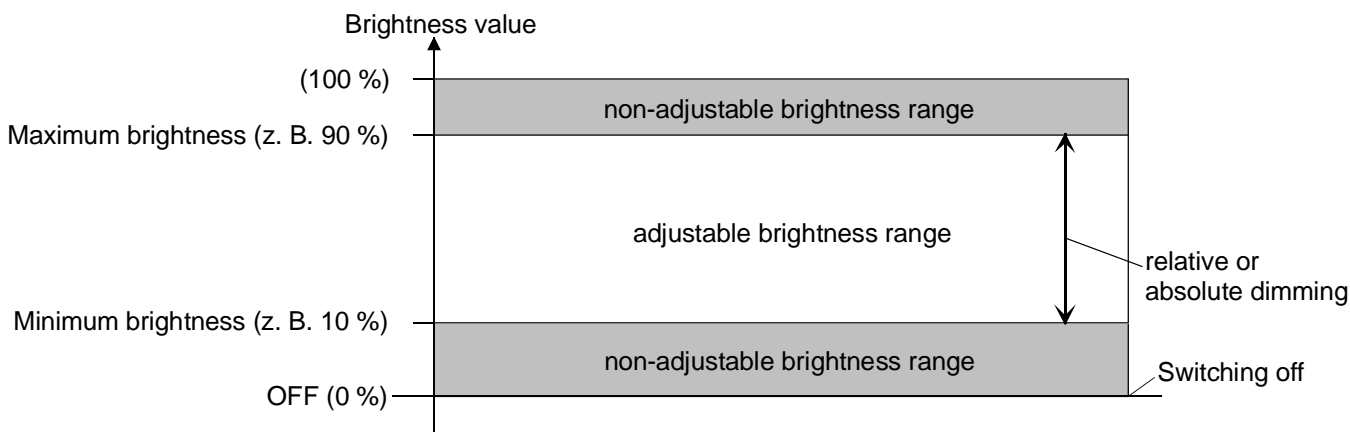 Brightness value
(100 %)
non-adjustable brightness range
Maximum brightness (z. B. 90 %)
adjustable brightness range
relative or
absolute dimming
Minimum brightness (z. B. 10 %)
non-adjustable brightness range
Switching off
OFF (0 %)